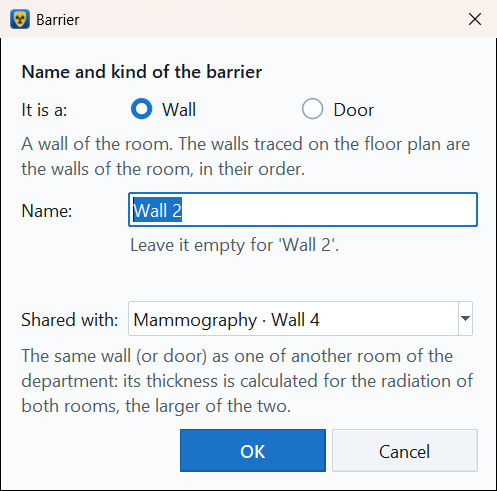 Barrier
Name and kind of the barrier
It is a: Wall Door
A wall of the room. The walls traced on the floor plan are
the walls of the room, in their order.
Name: Wall 2
Leave it empty for 'Wall 2'.
Shared with: Mammography · Wall 4
The same wall (or door) as one of another room of the
department: its thickness is calculated for the radiation of
both rooms, the larger of the two.
OK Cancel